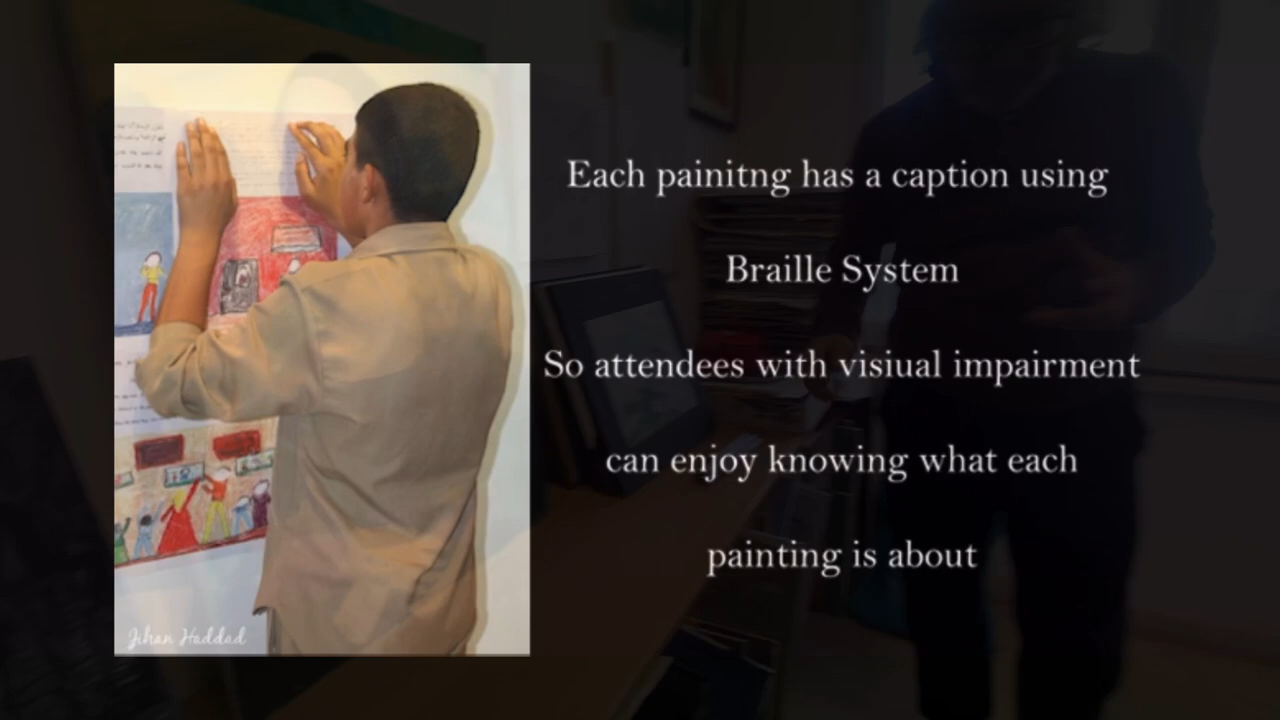 Each painitng has a caption using
Braille System
So attendees with visiual impairment
can enjoy knowing what each
painting is about
Jihan Haddad